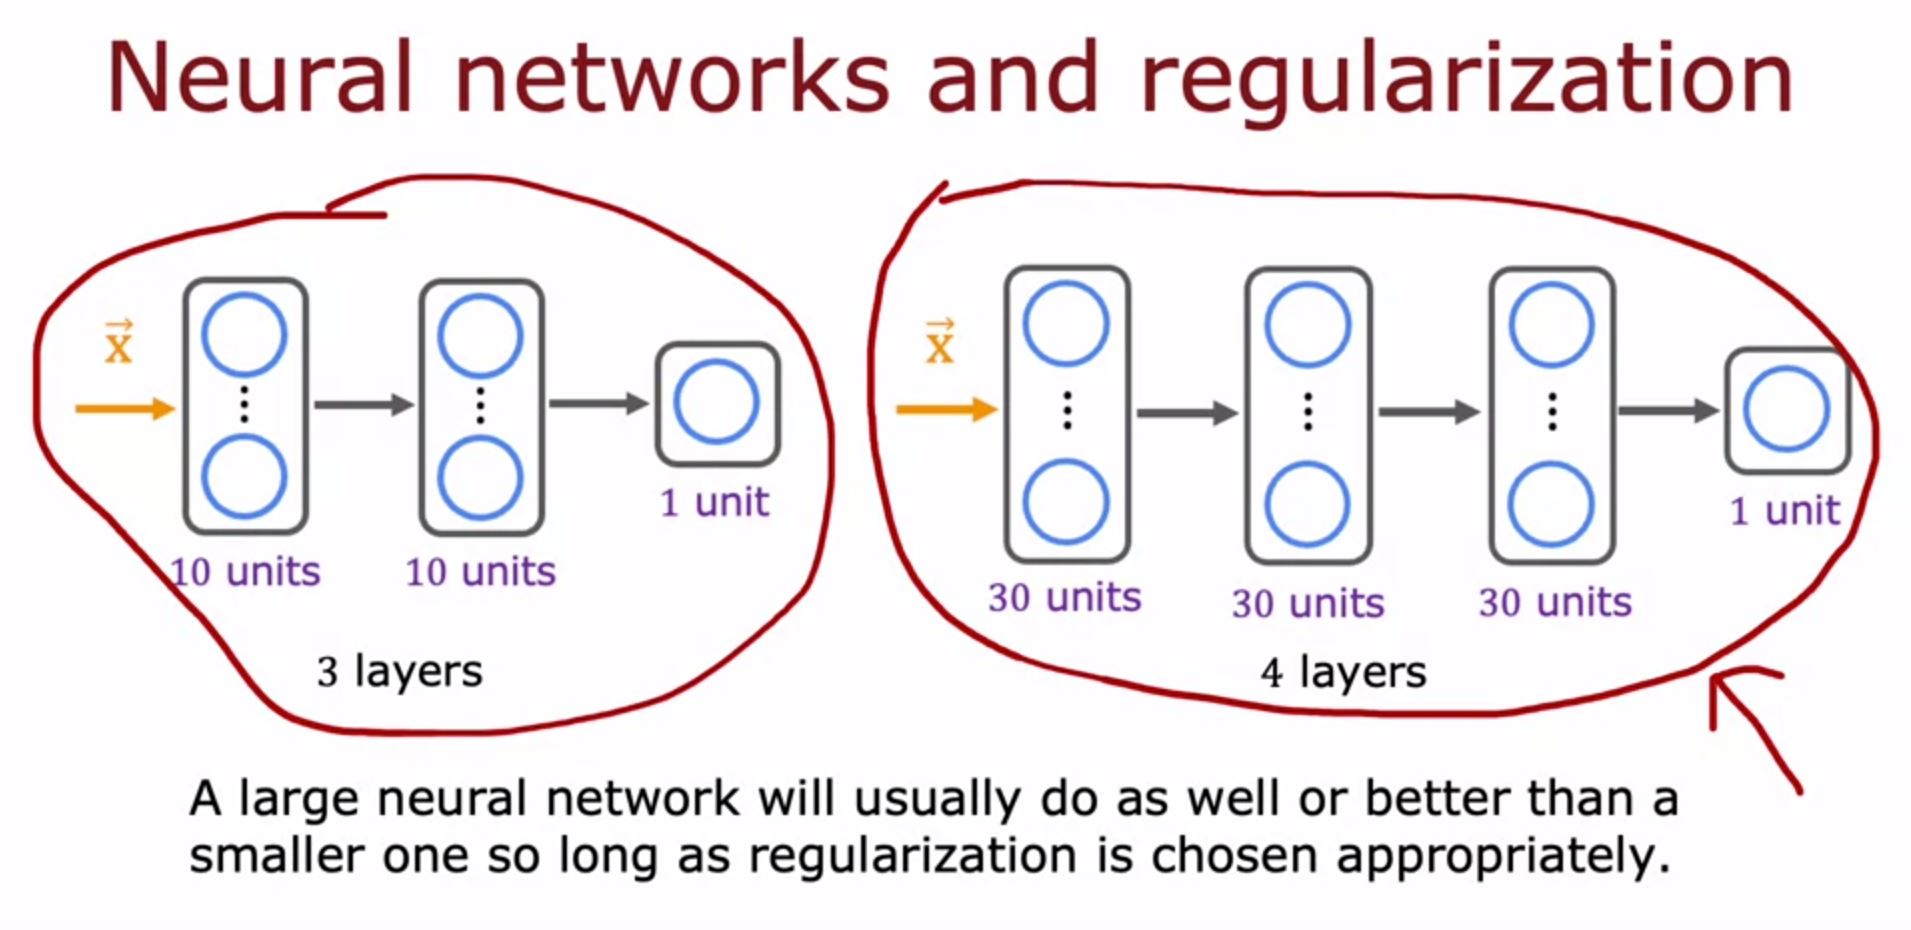 Neural networks and regularization
x⃗
10 units
10 units
1 unit
3 layers
x⃗
30 units
30 units
30 units
1 unit
4 layers
A large neural network will usually do as well or better than a
smaller one so long as regularization is chosen appropriately.